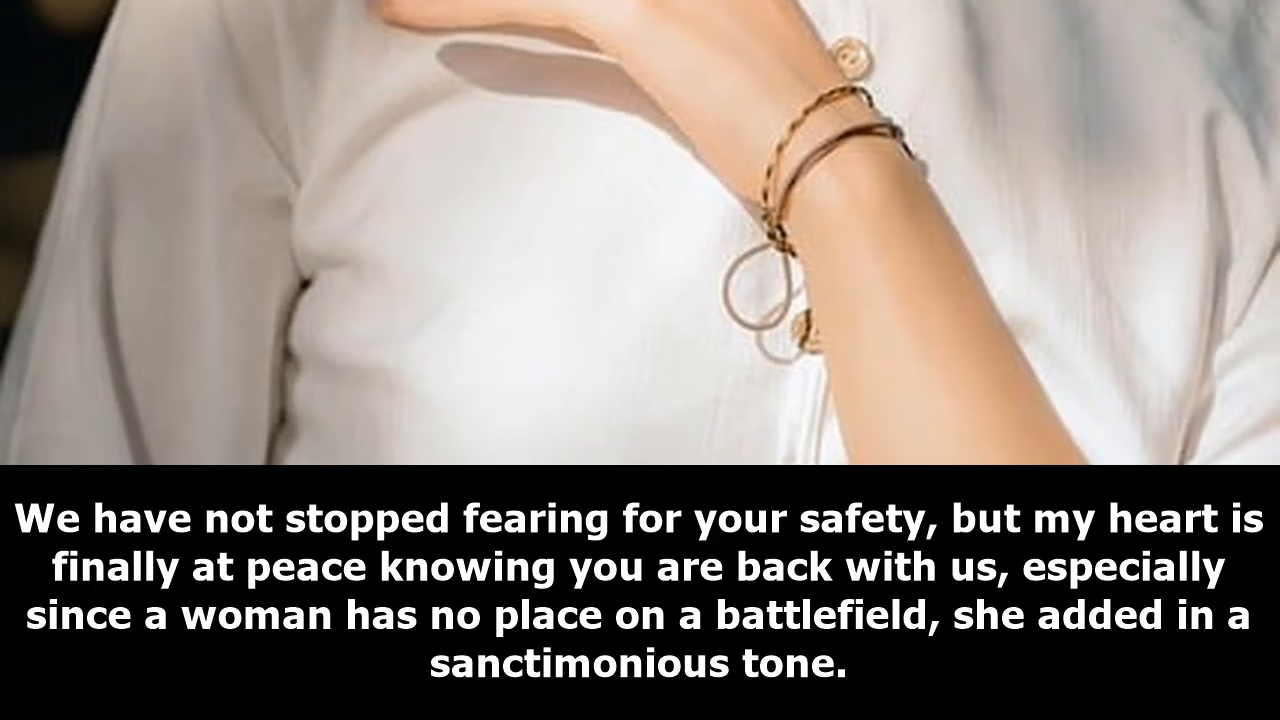 We have not stopped fearing for your safety, but my heart is
finally at peace knowing you are back with us, especially
since a woman has no place on a battlefield, she added in a
sanctimonious tone.